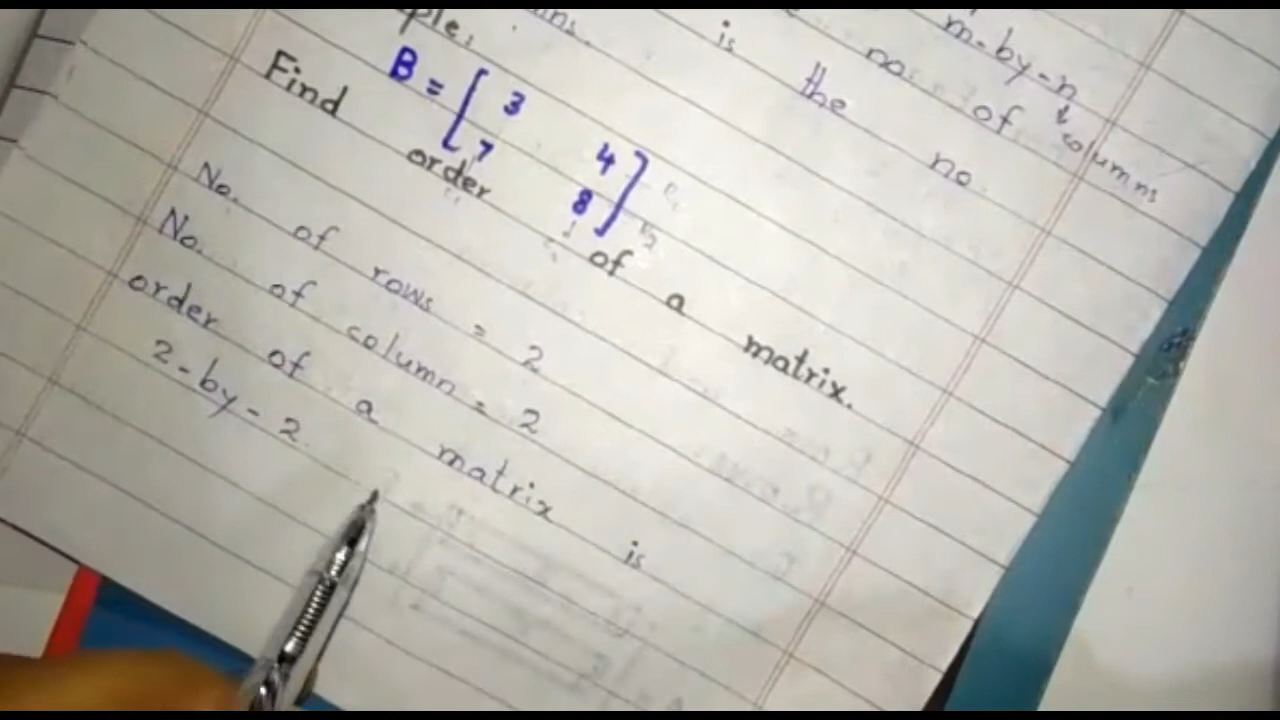 m-by-n
columns
no. of
is the no.
B = [ 3 4
7 8 ]
Find order of a matrix.
No. of rows = 2
No. of column = 2
order of a matrix is
2-by-2.